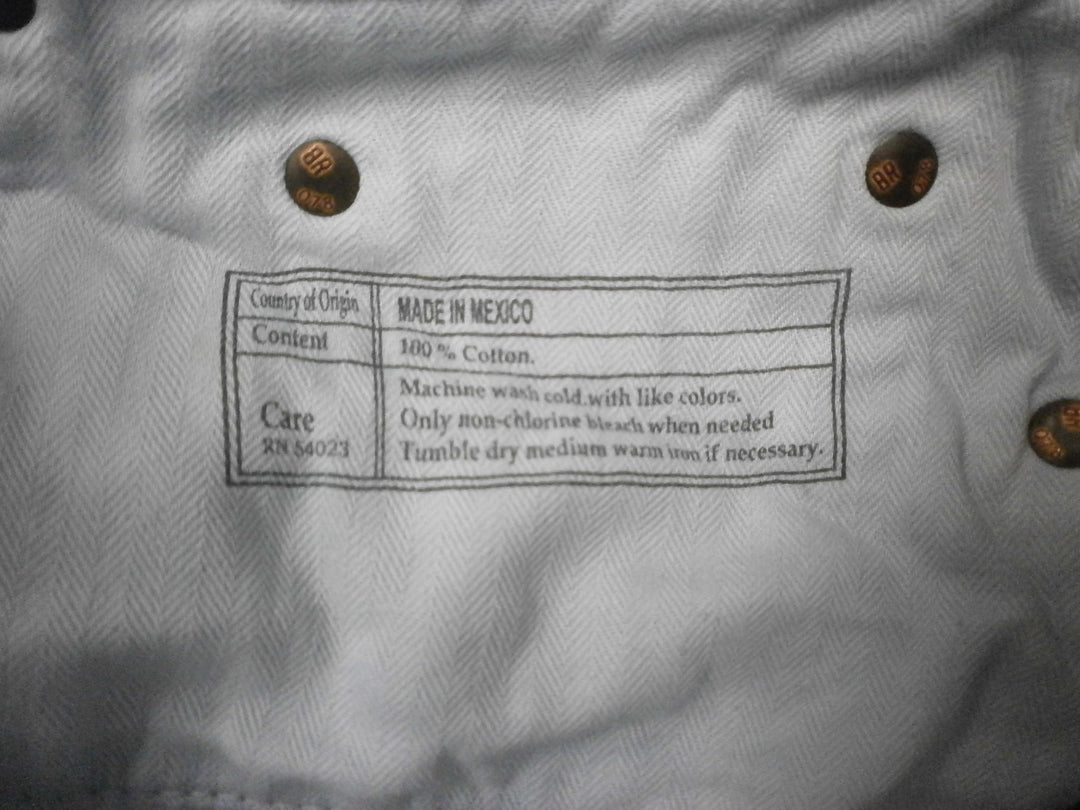 BR
078
BR
078
Country of Origin MADE IN MEXICO
Content 100 % Cotton.
Machine wash cold.with like colors.
Care Only non-chlorine bleach when needed
RN 54023 Tumble dry medium warm iron if necessary.